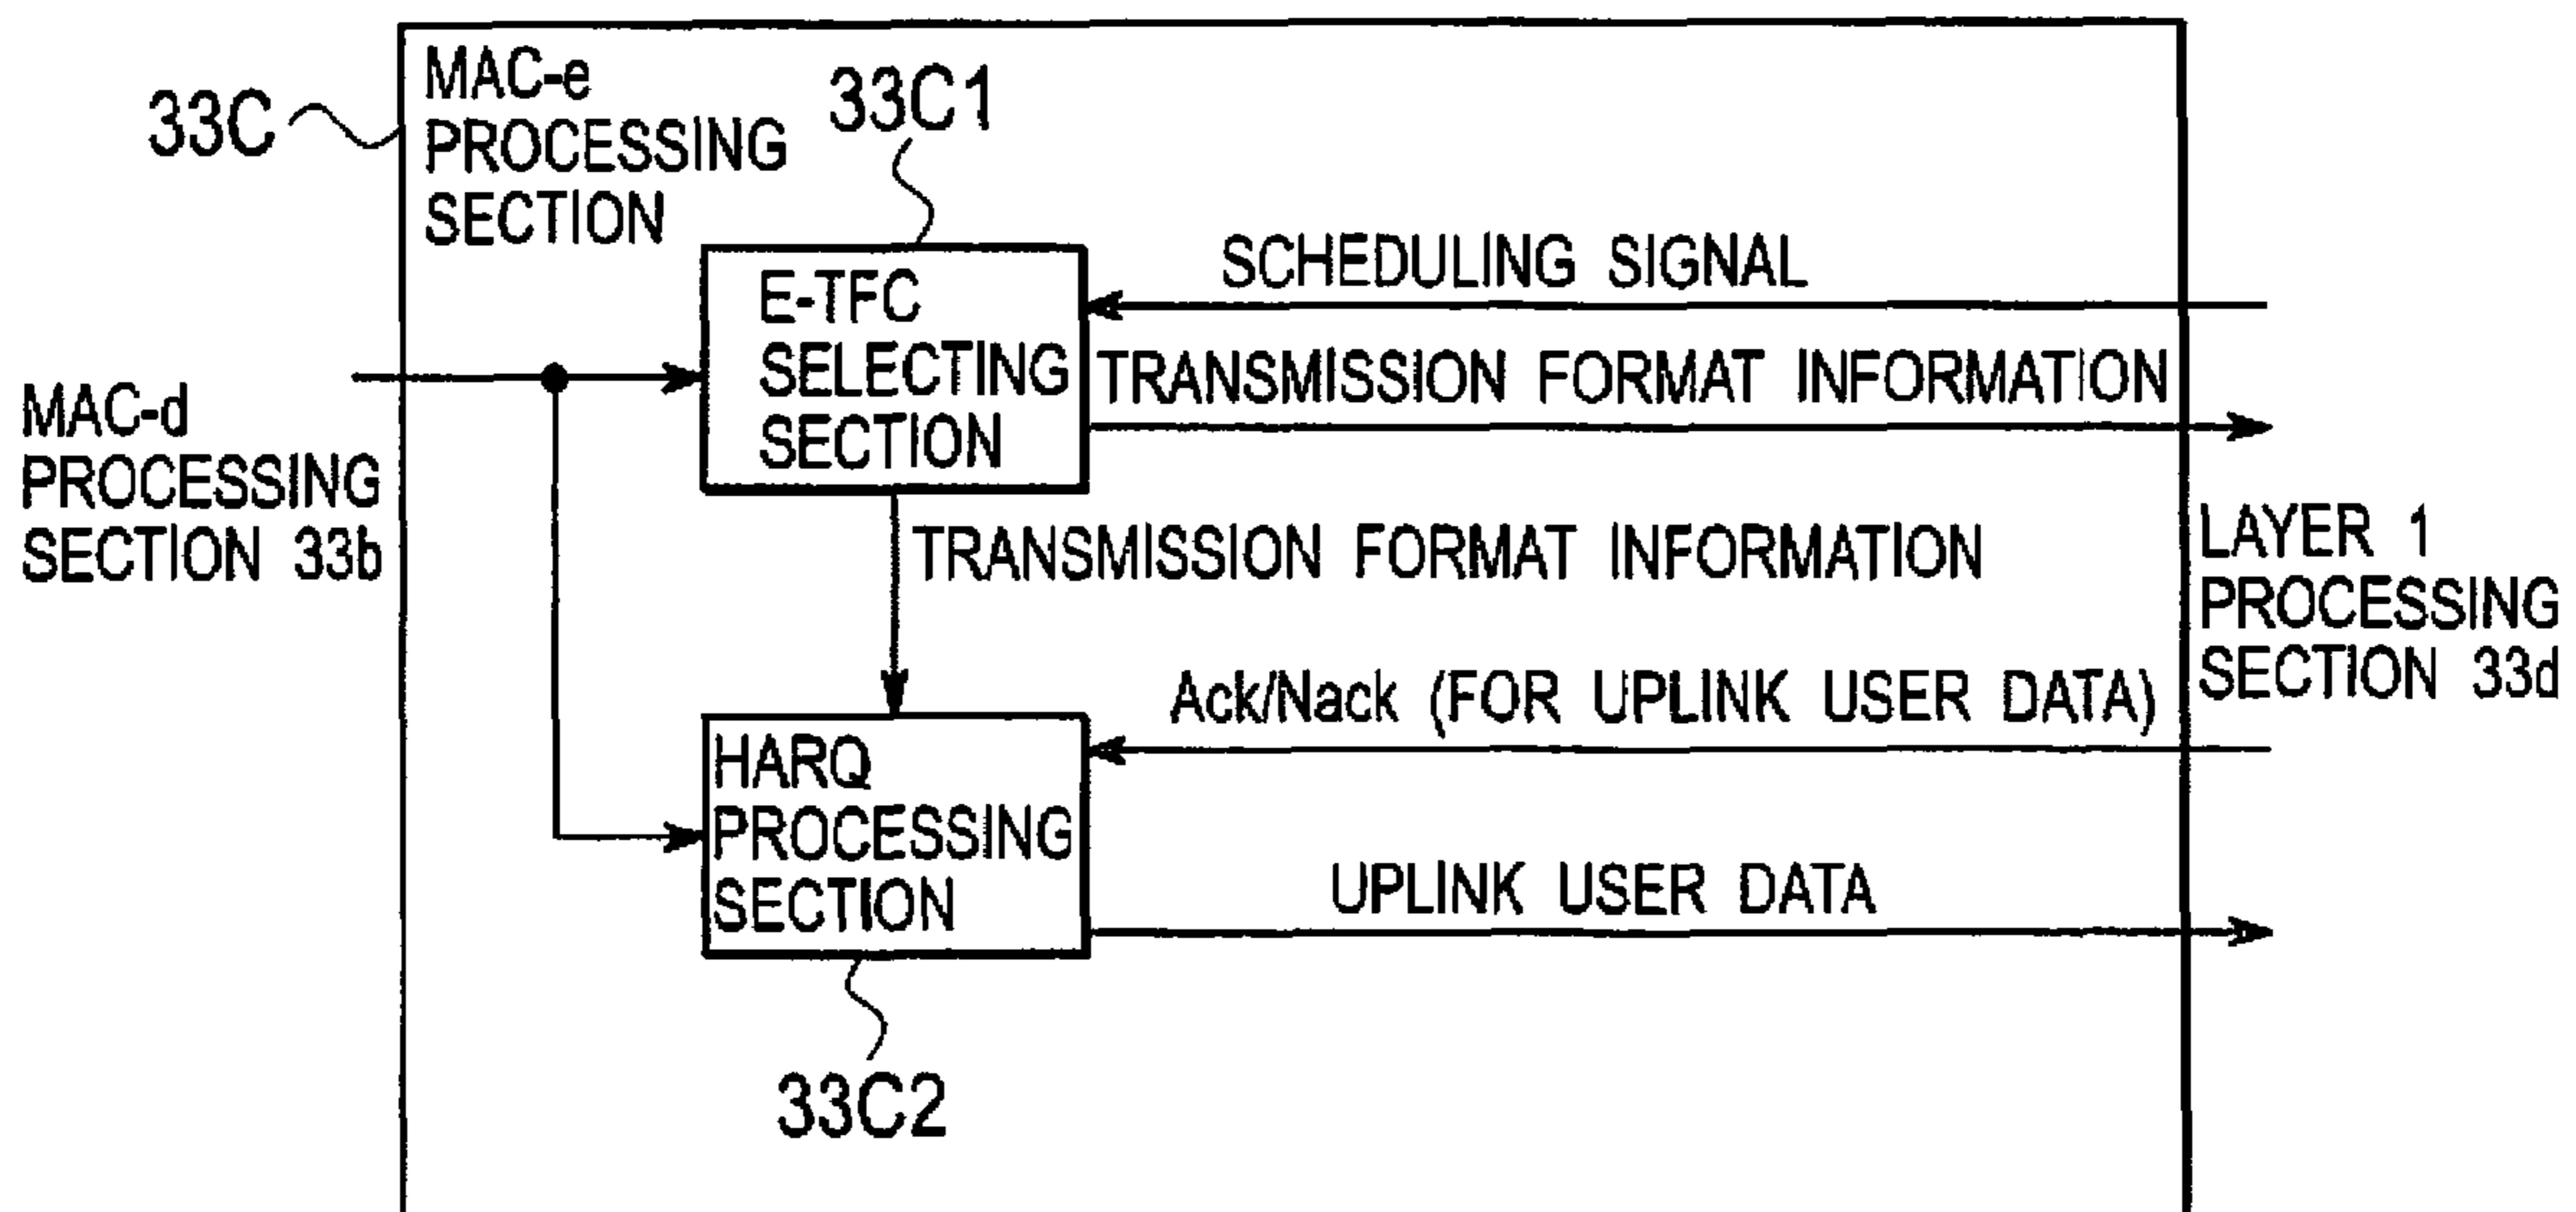 33C
MAC-e
PROCESSING
SECTION
33C1
E-TFC
SELECTING
SECTION
SCHEDULING SIGNAL
TRANSMISSION FORMAT INFORMATION
MAC-d
PROCESSING
SECTION 33b
TRANSMISSION FORMAT INFORMATION
LAYER 1
PROCESSING
SECTION 33d
Ack/Nack (FOR UPLINK USER DATA)
HARQ
PROCESSING
SECTION
UPLINK USER DATA
33C2